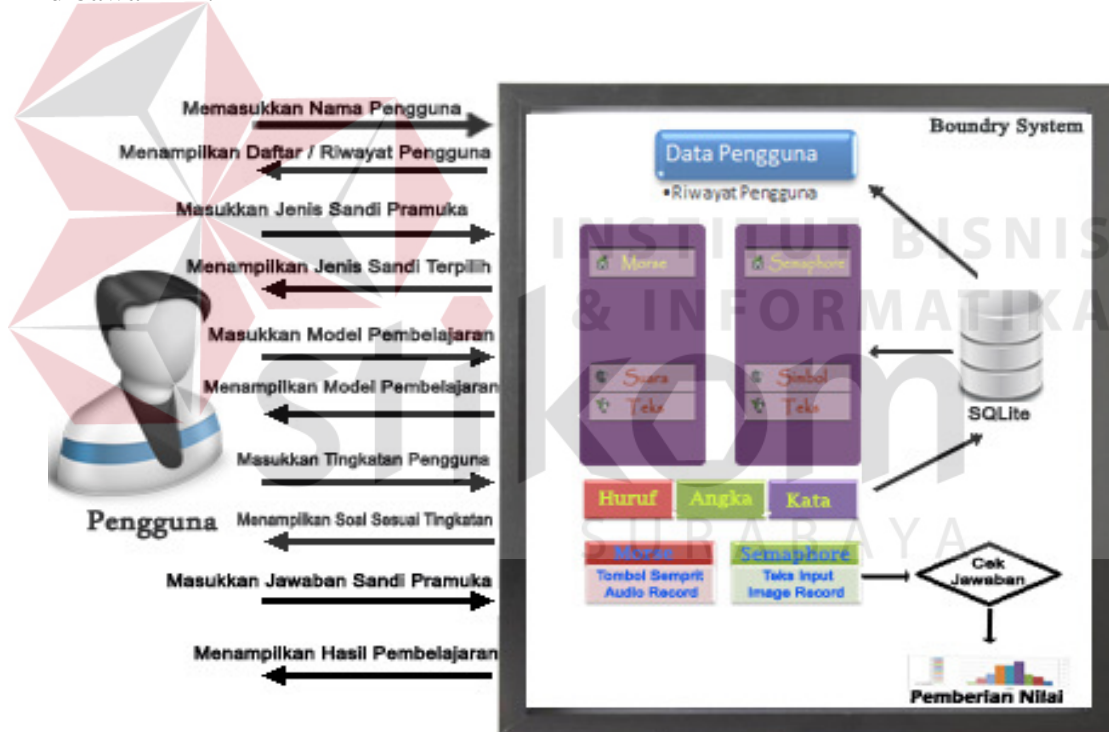 Memasukkan Nama Pengguna
Menampilkan Daftar / Riwayat Pengguna
Masukkan Jenis Sandi Pramuka
Menampilkan Jenis Sandi Terpilih
Masukkan Model Pembelajaran
Menampilkan Model Pembelajaran
Masukkan Tingkatan Pengguna
Menampilkan Soal Sesuai Tingkatan
Masukkan Jawaban Sandi Pramuka
Menampilkan Hasil Pembelajaran
Pengguna
Boundry System
Data Pengguna
•Riwayat Pengguna
Morse
Suara
Teks
Semaphore
Simbol
Teks
SQLite
Huruf
Angka
Kata
Morse
Tombol Semprit
Audio Record
Semaphore
Teks Input
Image Record
Cek
Jawaban
Pemberian Nilai
INSTITUT BISNIS
& INFORMATIKA
stikom
SURABAYA